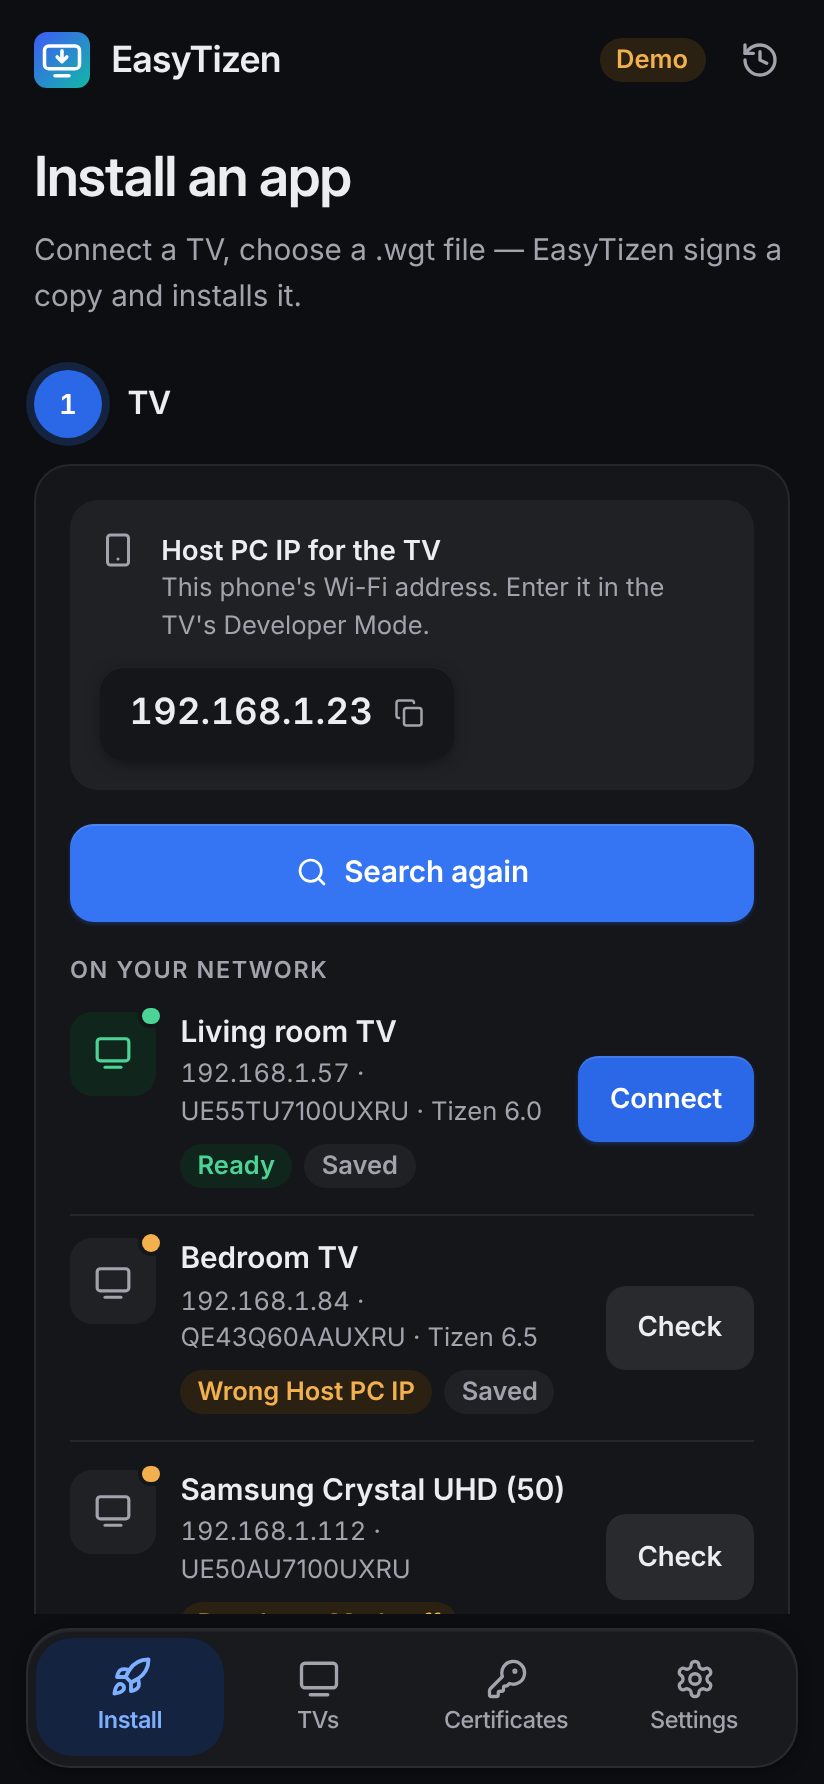 EasyTizen
Demo
Install an app
Connect a TV, choose a .wgt file — EasyTizen signs a
copy and installs it.
1
TV
Host PC IP for the TV
This phone's Wi-Fi address. Enter it in the
TV's Developer Mode.
192.168.1.23
Search again
ON YOUR NETWORK
Living room TV
192.168.1.57 ·
UE55TU7100UXRU · Tizen 6.0
Ready
Saved
Connect
Bedroom TV
192.168.1.84 ·
QE43Q60AAUXRU · Tizen 6.5
Wrong Host PC IP
Saved
Check
Samsung Crystal UHD (50)
192.168.1.112 ·
UE50AU7100UXRU
Check
Install
TVs
Certificates
Settings